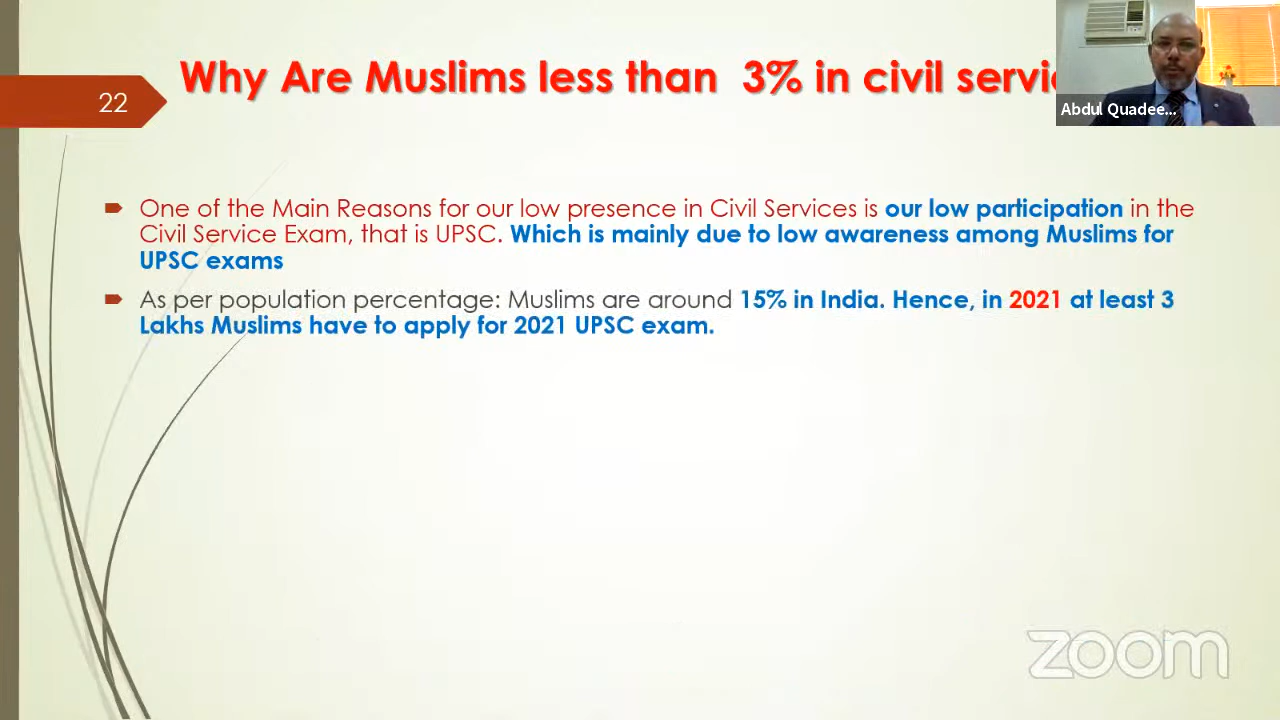 Why Are Muslims less than 3% in civil
22
Abdul Quadee...
One of the Main Reasons for our low presence in Civil Services is our low participation in the
Civil Service Exam, that is UPSC. Which is mainly due to low awareness among Muslims for
UPSC exams
As per population percentage: Muslims are around 15% in India. Hence, in 2021 at least 3
Lakhs Muslims have to apply for 2021 UPSC exam.
zoom